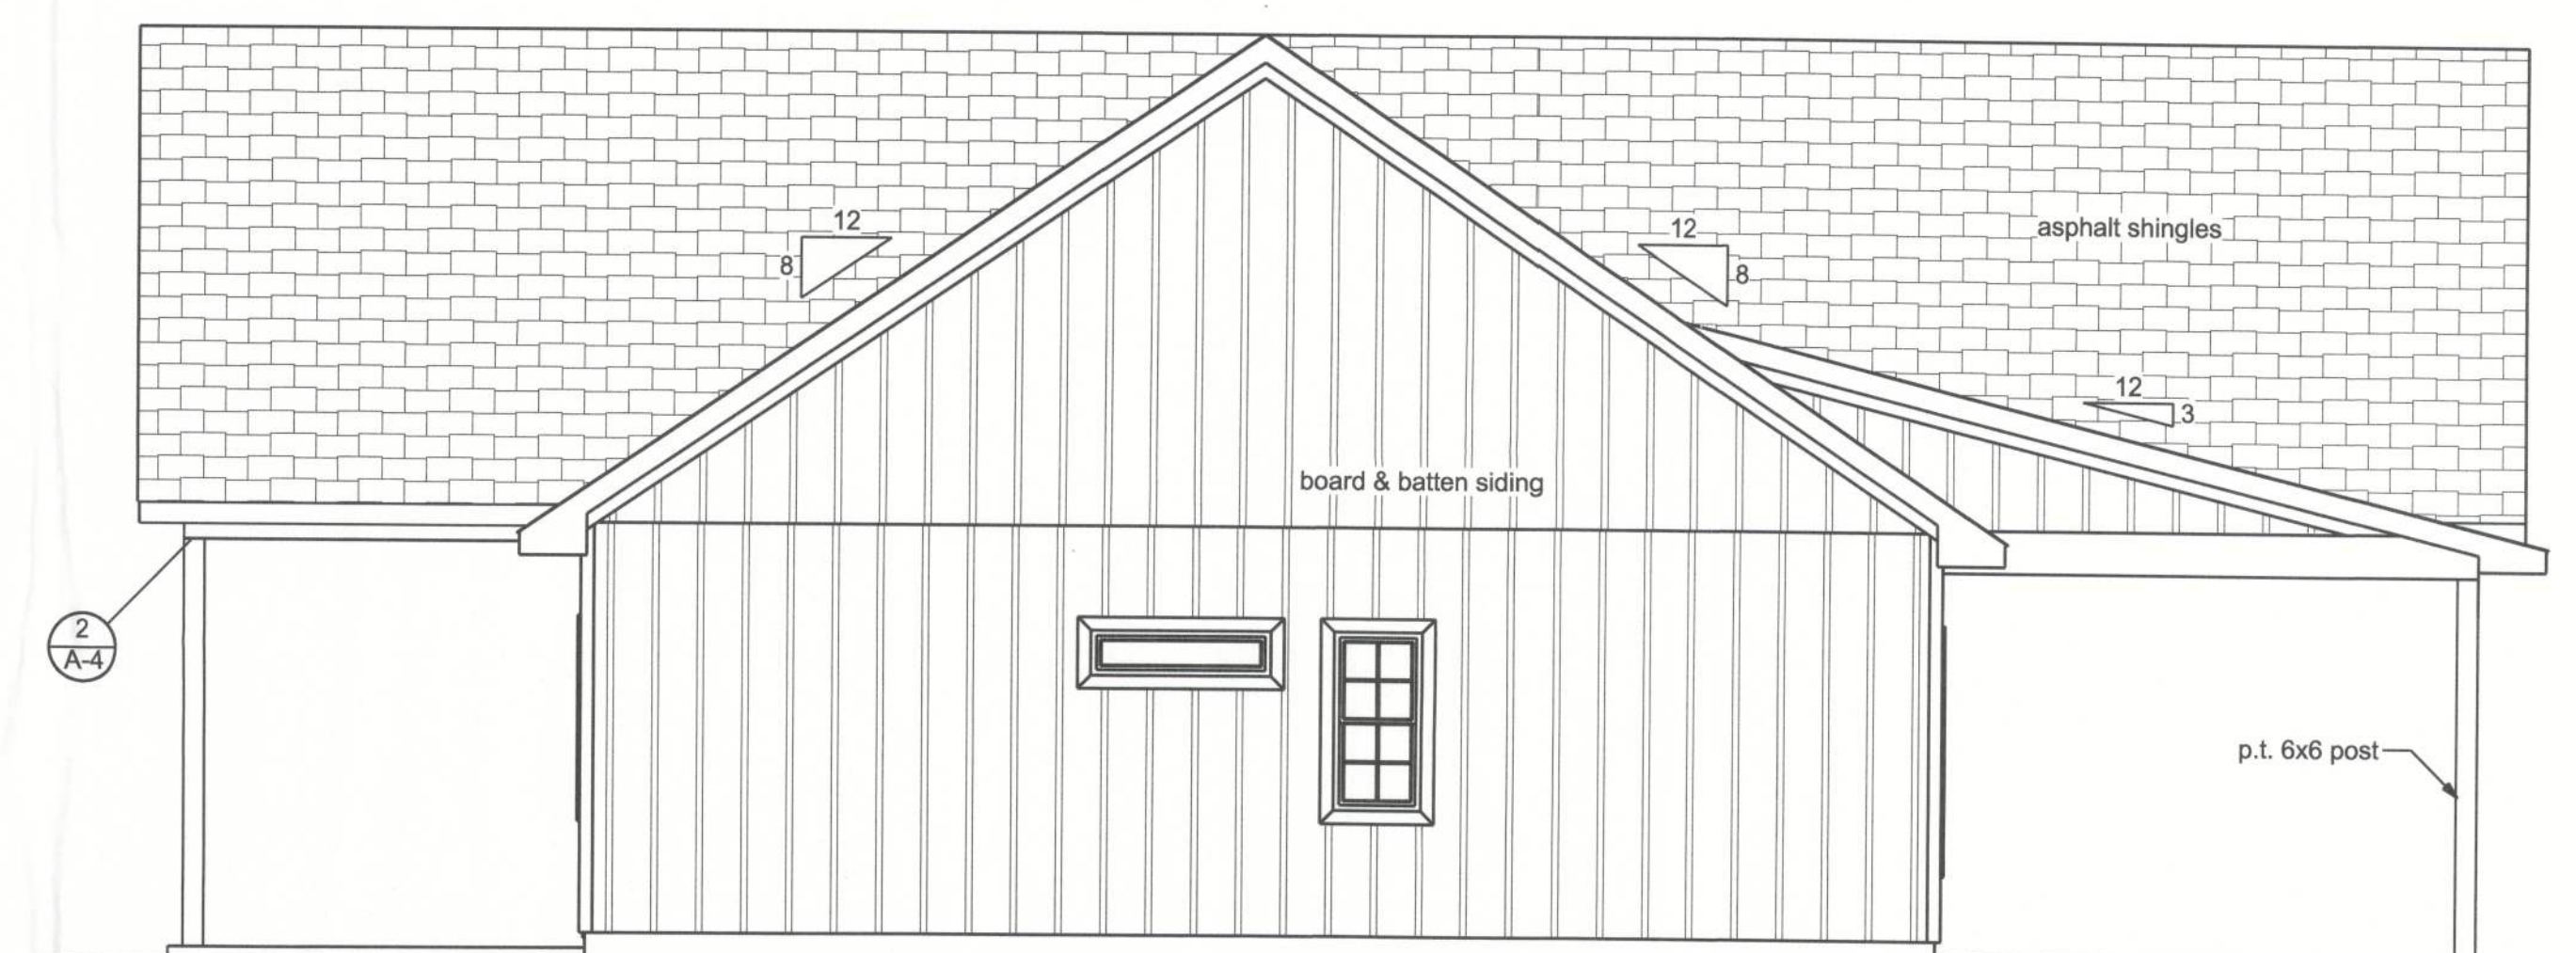 12
8
12
8
asphalt shingles
12
3
board & batten siding
2
A-4
p.t. 6x6 post